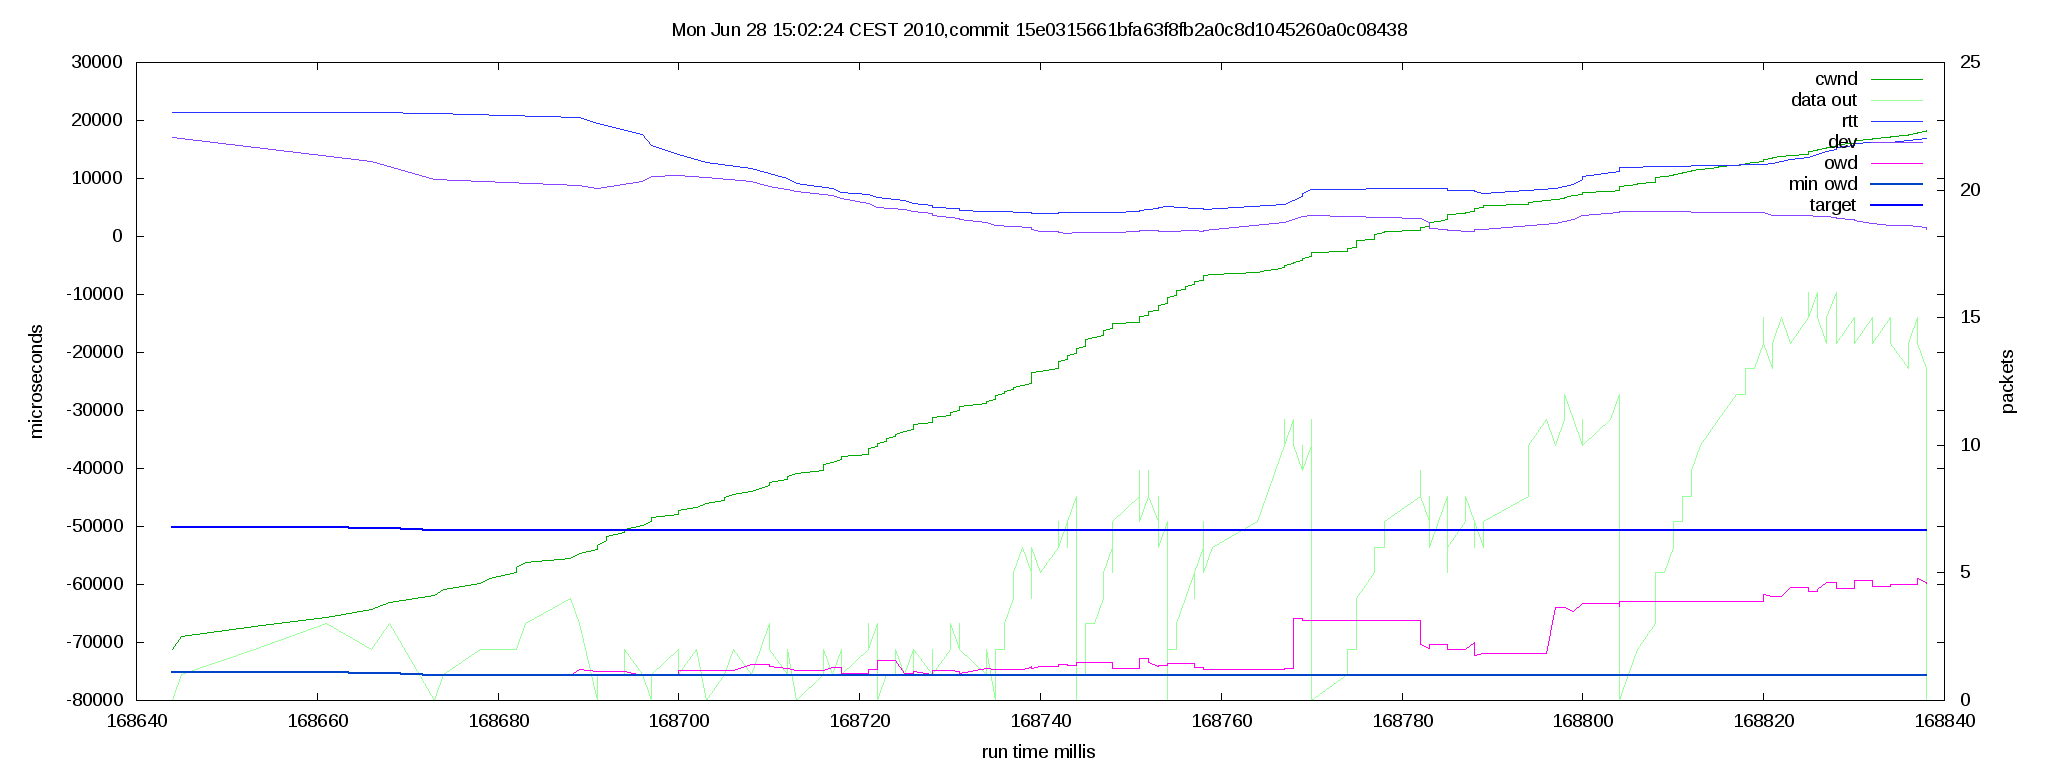 Mon Jun 28 15:02:24 CEST 2010,commit 15e0315661bfa63f8fb2a0c8d1045260a0c08438
30000
20000
10000
0
-10000
-20000
-30000
-40000
-50000
-60000
-70000
-80000
microseconds
25
20
15
10
5
0
packets
cwnd
data out
rtt
dev
owd
min owd
target
168640 168660 168680 168700 168720 168740 168760 168780 168800 168820 168840
run time millis